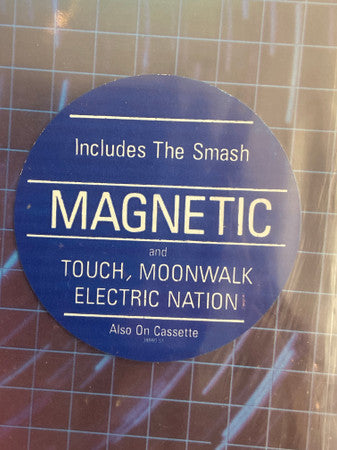 Includes The Smash
MAGNETIC
and
TOUCH, MOONWALK
ELECTRIC NATION
Also On Cassette